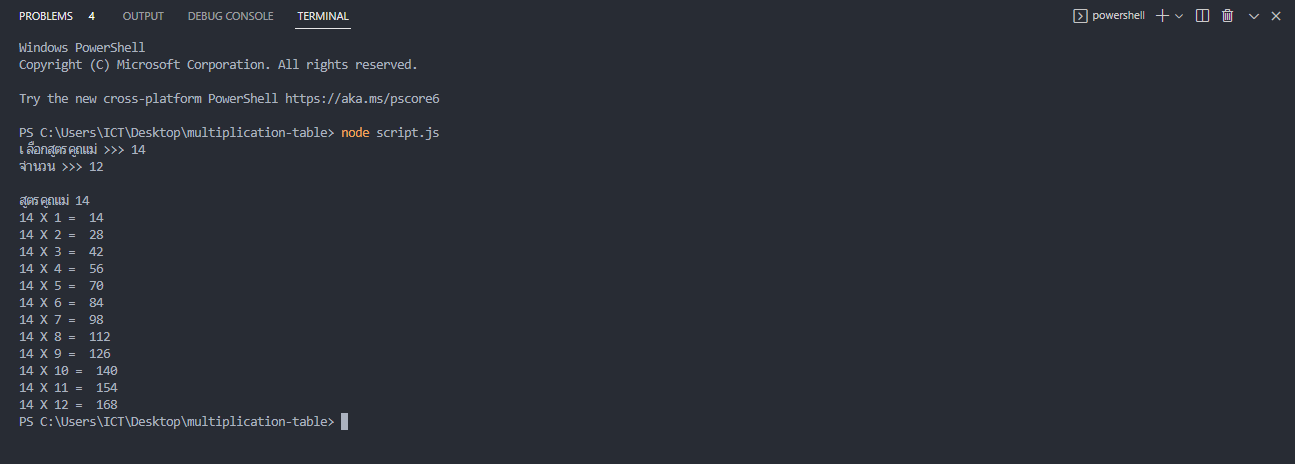 PROBLEMS 4 OUTPUT DEBUG CONSOLE TERMINAL powershell
Windows PowerShell
Copyright (C) Microsoft Corporation. All rights reserved.
Try the new cross-platform PowerShell https://aka.ms/pscore6
PS C:\Users\ICT\Desktop\multiplication-table> node script.js
เลือกสูตรคูณแม่ >>> 14
จำนวน >>> 12
สูตรคูณแม่ 14
14 X 1 =  14
14 X 2 =  28
14 X 3 =  42
14 X 4 =  56
14 X 5 =  70
14 X 6 =  84
14 X 7 =  98
14 X 8 =  112
14 X 9 =  126
14 X 10 =  140
14 X 11 =  154
14 X 12 =  168
PS C:\Users\ICT\Desktop\multiplication-table>